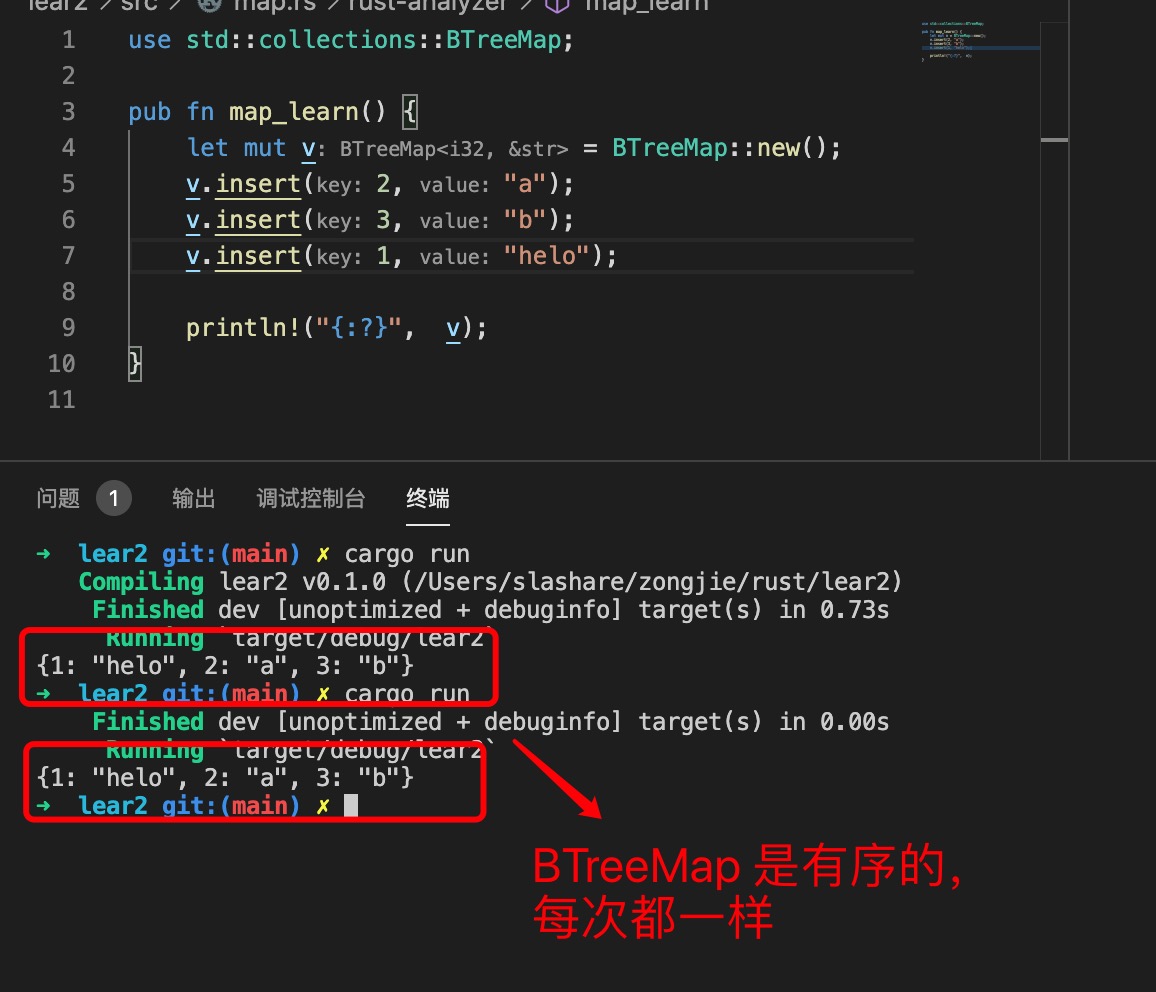 lear2 > src > map.rs > rust-analyzer > map_learn
1 use std::collections::BTreeMap;
2
3 pub fn map_learn() {
4 let mut v: BTreeMap<i32, &str> = BTreeMap::new();
5 v.insert(key: 2, value: "a");
6 v.insert(key: 3, value: "b");
7 v.insert(key: 1, value: "helo");
8
9 println!("{:?}",  v);
10 }
11
问题 1 输出 调试控制台 终端
➜  lear2 git:(main) ✗ cargo run
Compiling lear2 v0.1.0 (/Users/slashare/zongjie/rust/lear2)
Finished dev [unoptimized + debuginfo] target(s) in 0.73s
Running `target/debug/lear2`
{1: "helo", 2: "a", 3: "b"}
➜  lear2 git:(main) ✗ cargo run
Finished dev [unoptimized + debuginfo] target(s) in 0.00s
Running `target/debug/lear2`
{1: "helo", 2: "a", 3: "b"}
➜  lear2 git:(main) ✗
BTreeMap 是有序的，
每次都一样